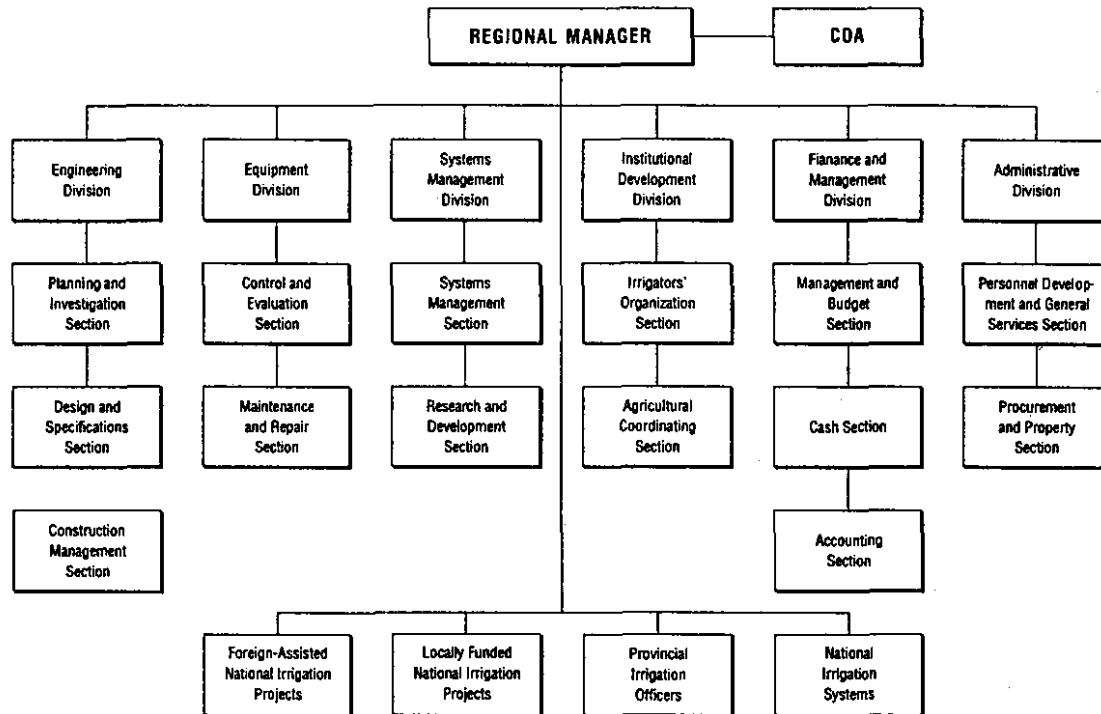 REGIONAL MANAGER
COA
Engineering
Division
Equipment
Division
Systems
Management
Division
Institutional
Development
Division
Fianance and
Management
Division
Administrative
Division
Planning and
Investigation
Section
Control and
Evaluation
Section
Systems
Management
Section
Irrigators'
Organization
Section
Management and
Budget
Section
Personnel Develop-
ment and General
Services Section
Design and
Specifications
Section
Maintenance
and Repair
Section
Research and
Development
Section
Agricultural
Coordinating
Section
Cash Section
Procurement
and Property
Section
Construction
Management
Section
Accounting
Section
Foreign-Assisted
National Irrigation
Projects
Locally Funded
National Irrigation
Projects
Provincial
Irrigation
Officers
National
Irrigation
Systems